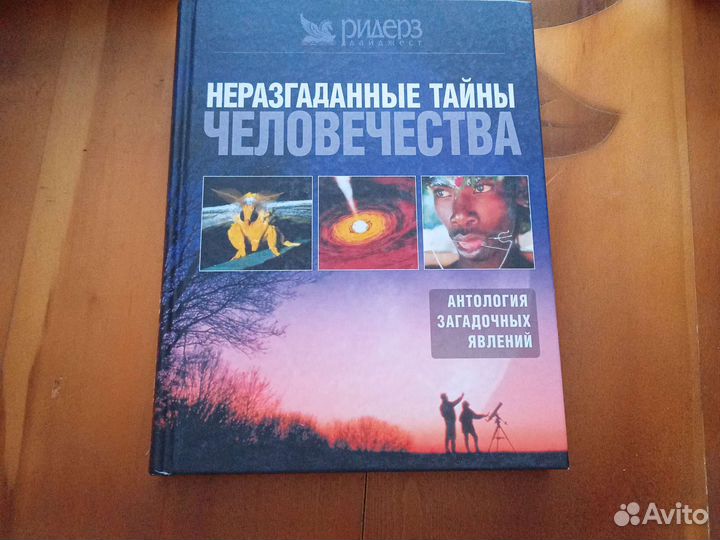 ридерз
дайджест
НЕРАЗГАДАННЫЕ ТАЙНЫ
ЧЕЛОВЕЧЕСТВА
АНТОЛОГИЯ
ЗАГАДОЧНЫХ
ЯВЛЕНИЙ
Avito